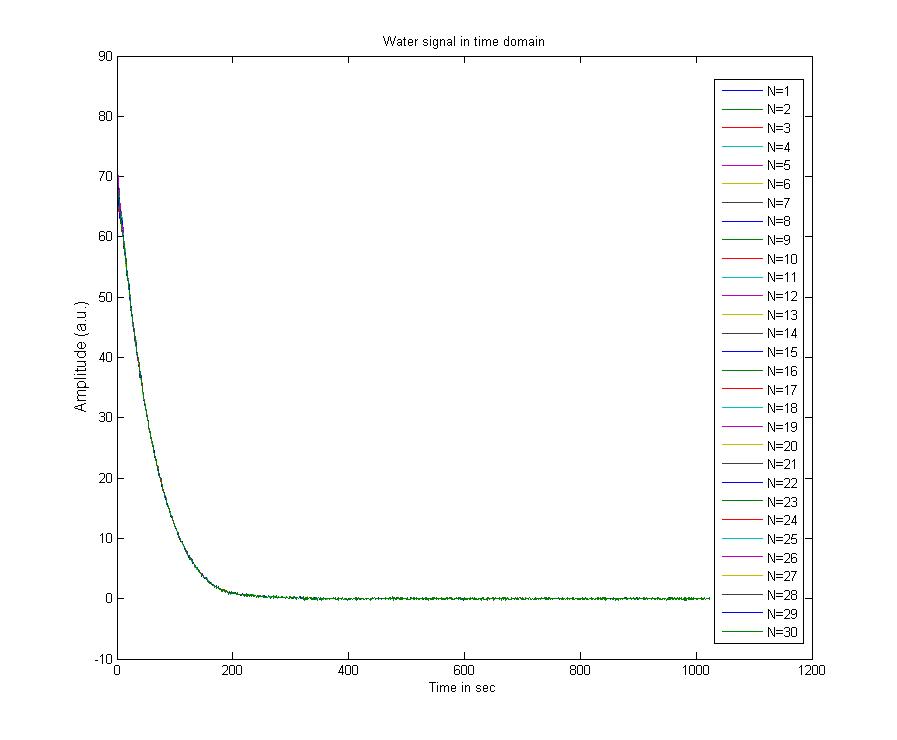 Water signal in time domain
90
80
70
60
50
40
30
20
10
0
-10
Amplitude (a.u.)
0
200
400
600
800
1000
1200
Time in sec
N=1
N=2
N=3
N=4
N=5
N=6
N=7
N=8
N=9
N=10
N=11
N=12
N=13
N=14
N=15
N=16
N=17
N=18
N=19
N=20
N=21
N=22
N=23
N=24
N=25
N=26
N=27
N=28
N=29
N=30